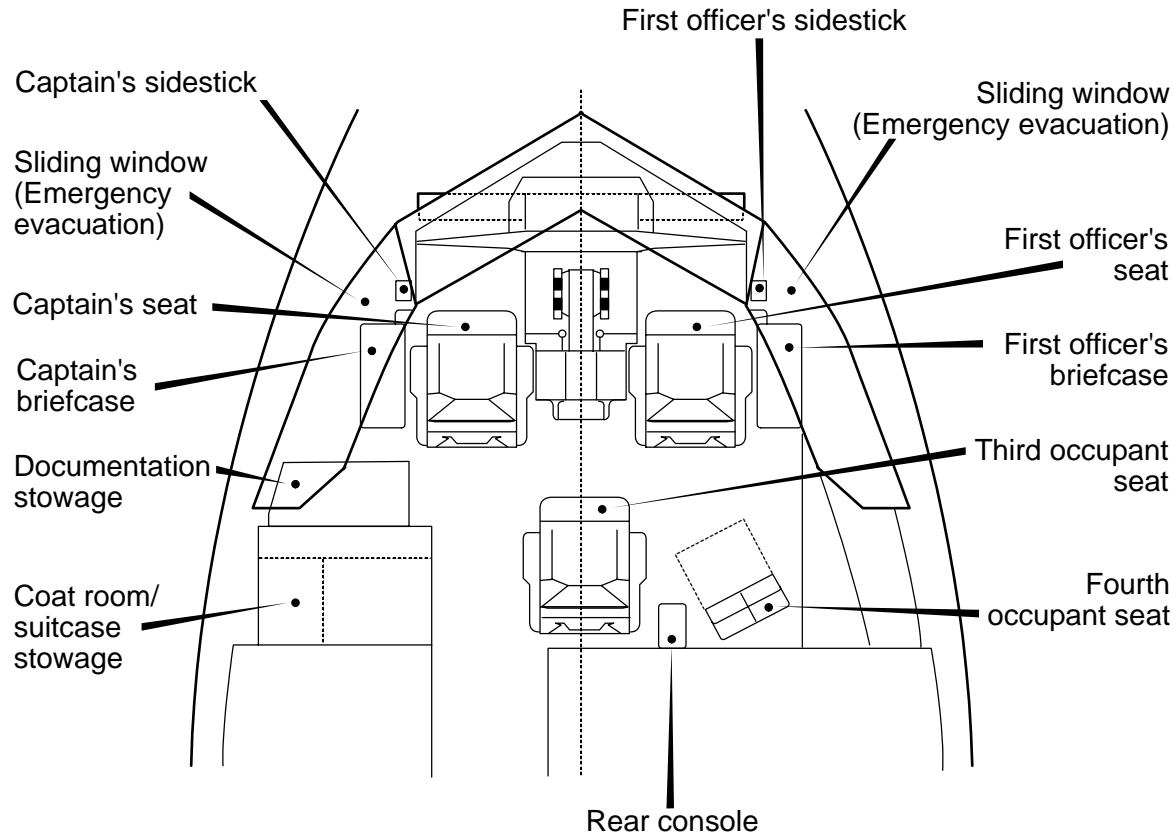 First officer's sidestick
Captain's sidestick
Sliding window
(Emergency evacuation)
Sliding window
(Emergency
evacuation)
First officer's
seat
Captain's seat
First officer's
briefcase
Captain's
briefcase
Third occupant
seat
Documentation
stowage
Fourth
occupant seat
Coat room/
suitcase
stowage
Rear console